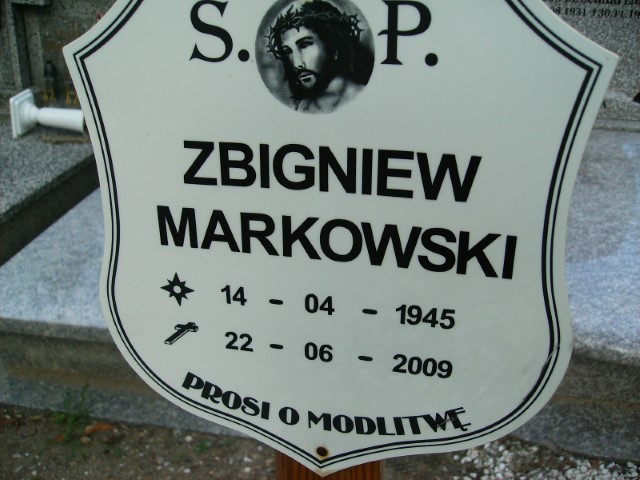 S. P.
ZBIGNIEW
MARKOWSKI
14 - 04 - 1945
22 - 06 - 2009
PROSI O MODLITWĘ